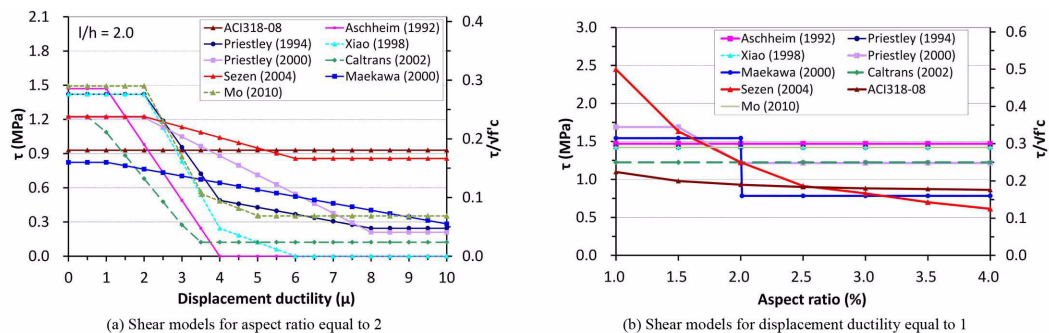 l/h = 2.0
ACI318-08
Aschheim (1992)
Priestley (1994)
Xiao (1998)
Priestley (2000)
Caltrans (2002)
Sezen (2004)
Maekawa (2000)
Mo (2010)
τ (MPa)
2.1
1.8
1.5
1.2
0.9
0.6
0.3
0.0
0 1 2 3 4 5 6 7 8 9 10
Displacement ductility (μ)
0.4
0.3
0.2
0.1
0.0
τ/√f'c
(a) Shear models for aspect ratio equal to 2
Aschheim (1992)
Priestley (1994)
Xiao (1998)
Priestley (2000)
Maekawa (2000)
Caltrans (2002)
Sezen (2004)
ACI318-08
Mo (2010)
τ (MPa)
3.0
2.5
2.0
1.5
1.0
0.5
0.0
1.0 1.5 2.0 2.5 3.0 3.5 4.0
Aspect ratio (%)
0.6
0.5
0.4
0.3
0.2
0.1
0.0
τ/√f'c
(b) Shear models for displacement ductility equal to 1